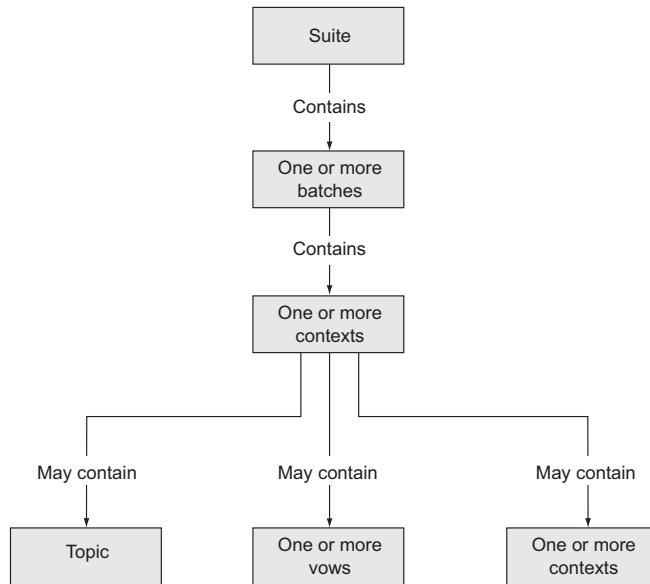 Suite
Contains
One or more
batches
Contains
One or more
contexts
May contain
May contain
May contain
Topic
One or more
vows
One or more
contexts